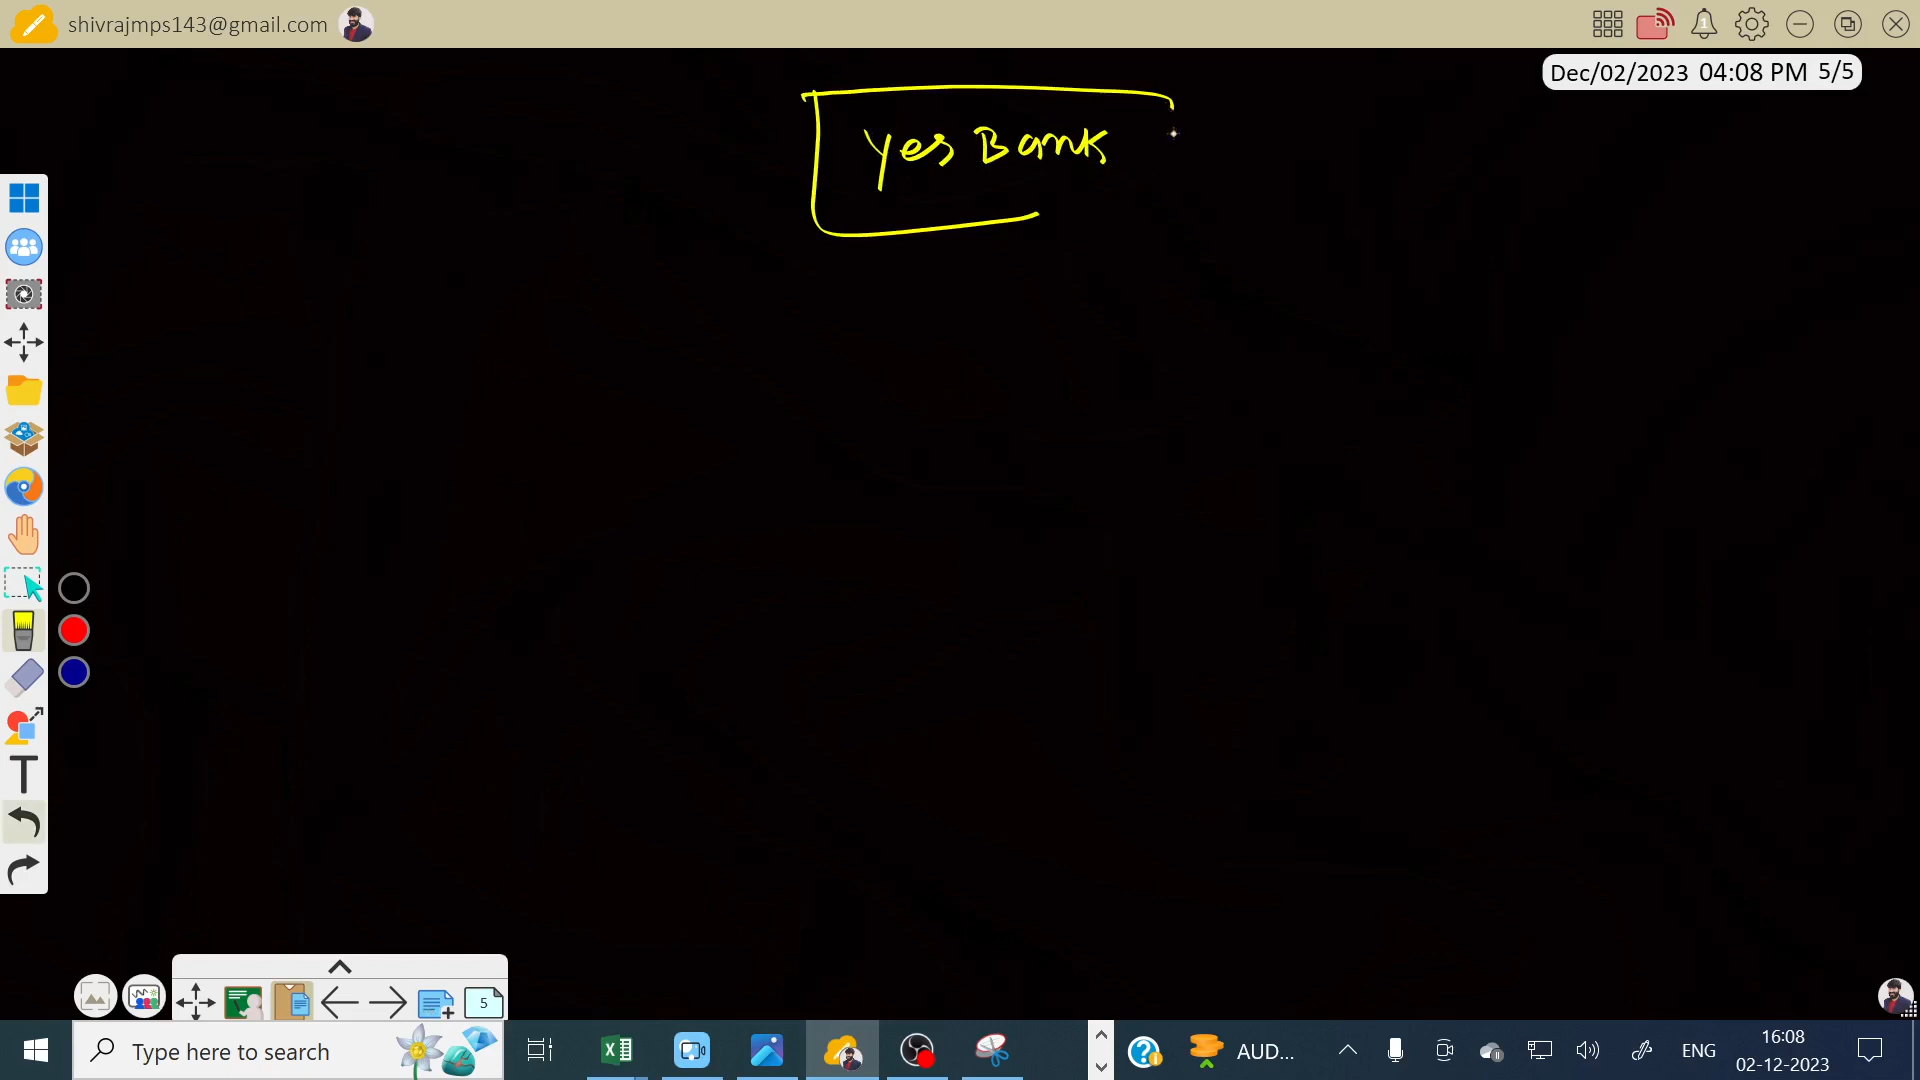 shivrajmps143@gmail.com
1
Dec/02/2023 04:08 PM 5/5
Yes Bank
T
5
Type here to search
AUD...
ENG
16:08
02-12-2023